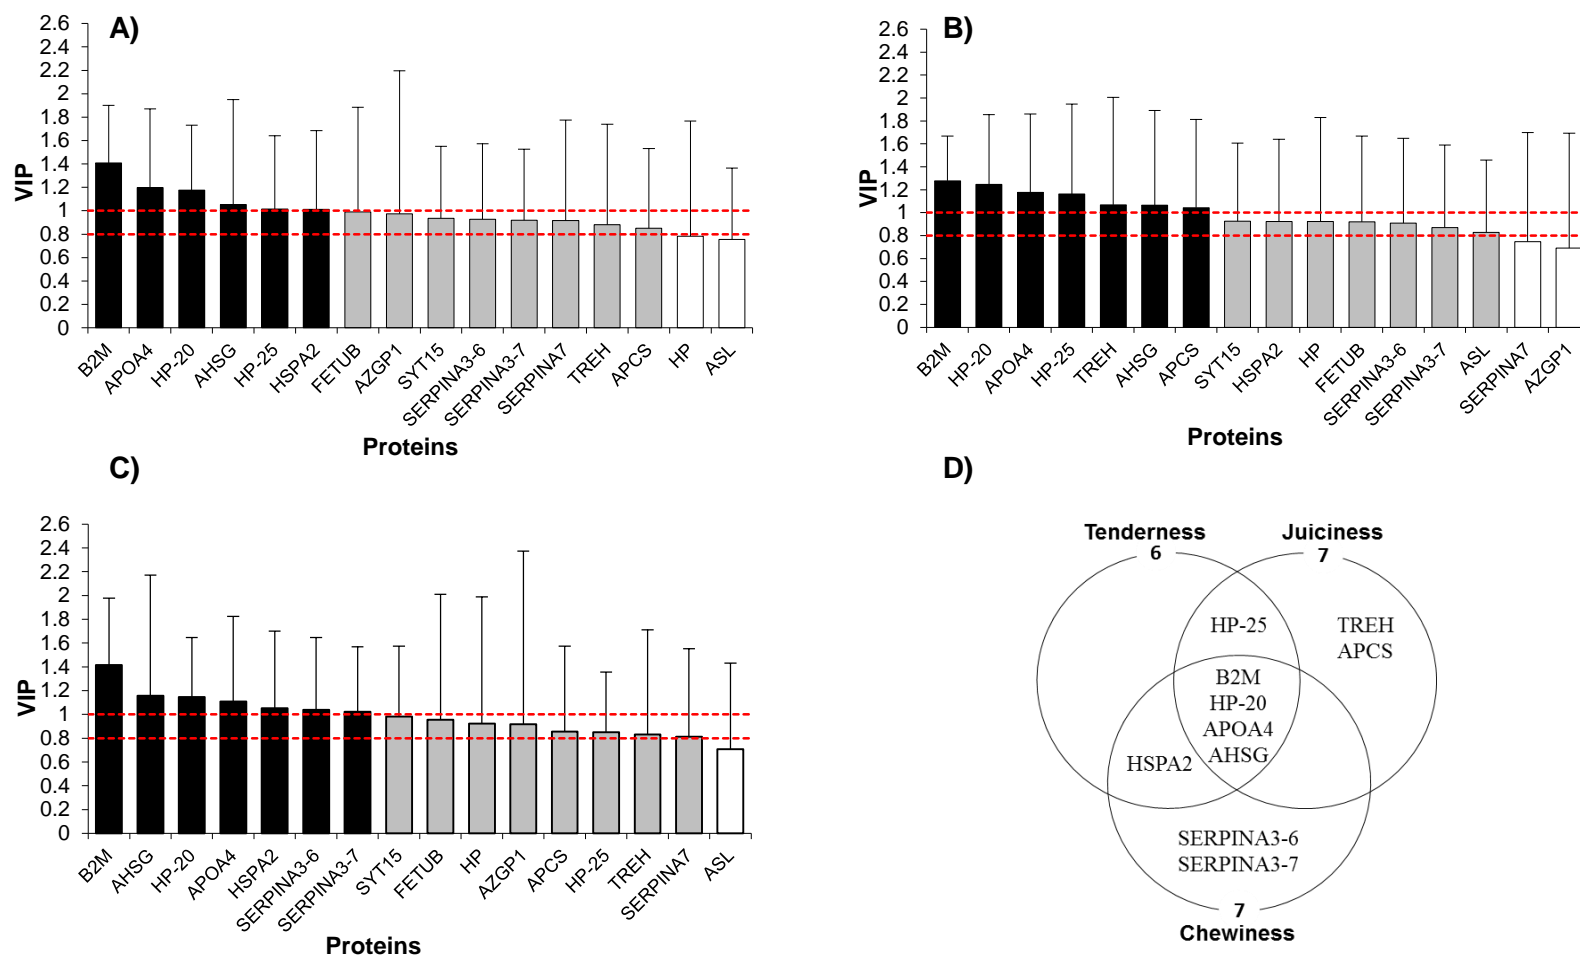 A)
2.6
2.4
2.2
2
1.8
1.6
1.4
1.2
1
0.8
0.6
0.4
0.2
0
VIP
B2M
APOA4
HP-20
AHSG
HP-25
HSPA2
FETUB
AZGP1
SYT15
SERPINA3-6
SERPINA3-7
SERPINA7
TREH
APCS
HP
ASL
Proteins
B)
2.6
2.4
2.2
2
1.8
1.6
1.4
1.2
1
0.8
0.6
0.4
0.2
0
VIP
B2M
HP-20
APOA4
HP-25
TREH
AHSG
APCS
SYT15
HSPA2
HP
FETUB
SERPINA3-6
SERPINA3-7
ASL
SERPINA7
AZGP1
Proteins
C)
2.6
2.4
2.2
2
1.8
1.6
1.4
1.2
1
0.8
0.6
0.4
0.2
0
VIP
B2M
AHSG
HP-20
APOA4
HSPA2
SERPINA3-6
SERPINA3-7
SYT15
FETUB
HP
AZGP1
APCS
HP-25
TREH
SERPINA7
ASL
Proteins
D)
Tenderness
6
Juiciness
7
HP-25
TREH
APCS
B2M
HP-20
APOA4
AHSG
HSPA2
SERPINA3-6
SERPINA3-7
7
Chewiness